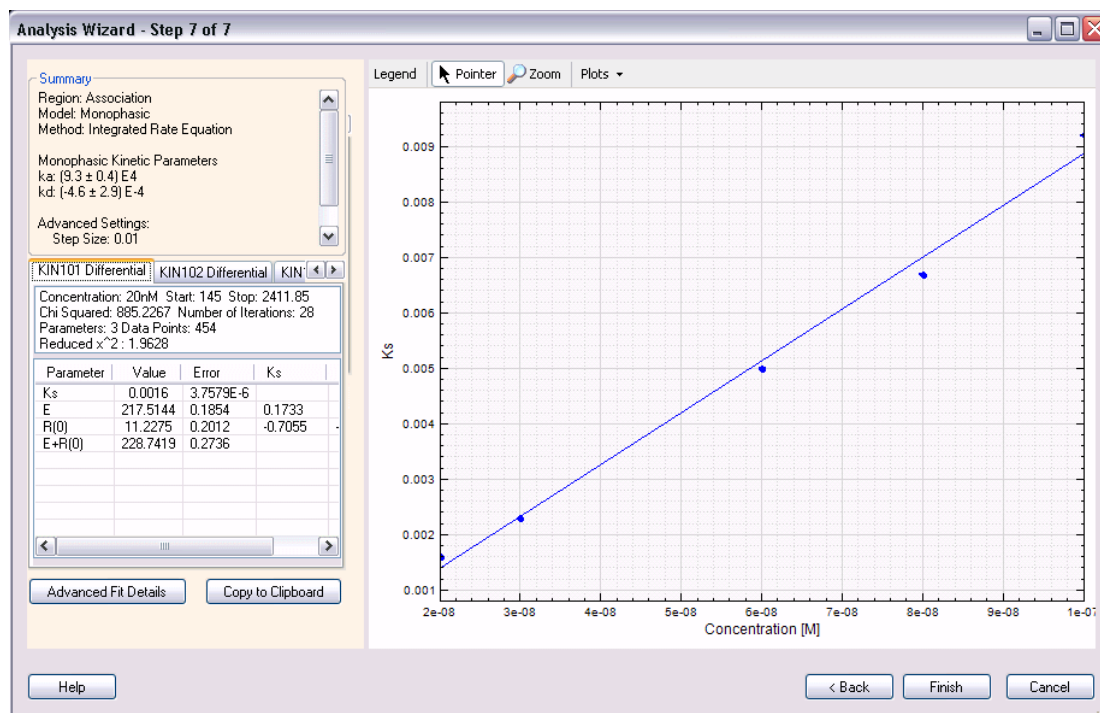 Analysis Wizard - Step 7 of 7
Summary
Region: Association
Model: Monophasic
Method: Integrated Rate Equation
Monophasic Kinetic Parameters
ka: (9.3 ± 0.4) E4
kd: (-4.6 ± 2.9) E-4
Advanced Settings:
Step Size: 0.01
KIN101 Differential KIN102 Differential KIN
Concentration: 20nM Start: 145 Stop: 2411.85
Chi Squared: 885.2267 Number of Iterations: 28
Parameters: 3 Data Points: 454
Reduced x^2 : 1.9628
Parameter Value Error Ks
Ks 0.0016 3.7579E-6
E 217.5144 0.1854 0.1733
R(0) 11.2275 0.2012 -0.7055 -
E+R(0) 228.7419 0.2736
Advanced Fit Details Copy to Clipboard
Legend Pointer Zoom Plots
Ks
0.009
0.008
0.007
0.006
0.005
0.004
0.003
0.002
0.001
2e-08 3e-08 4e-08 5e-08 6e-08 7e-08 8e-08 9e-08 1e-07
Concentration [M]
Help < Back Finish Cancel